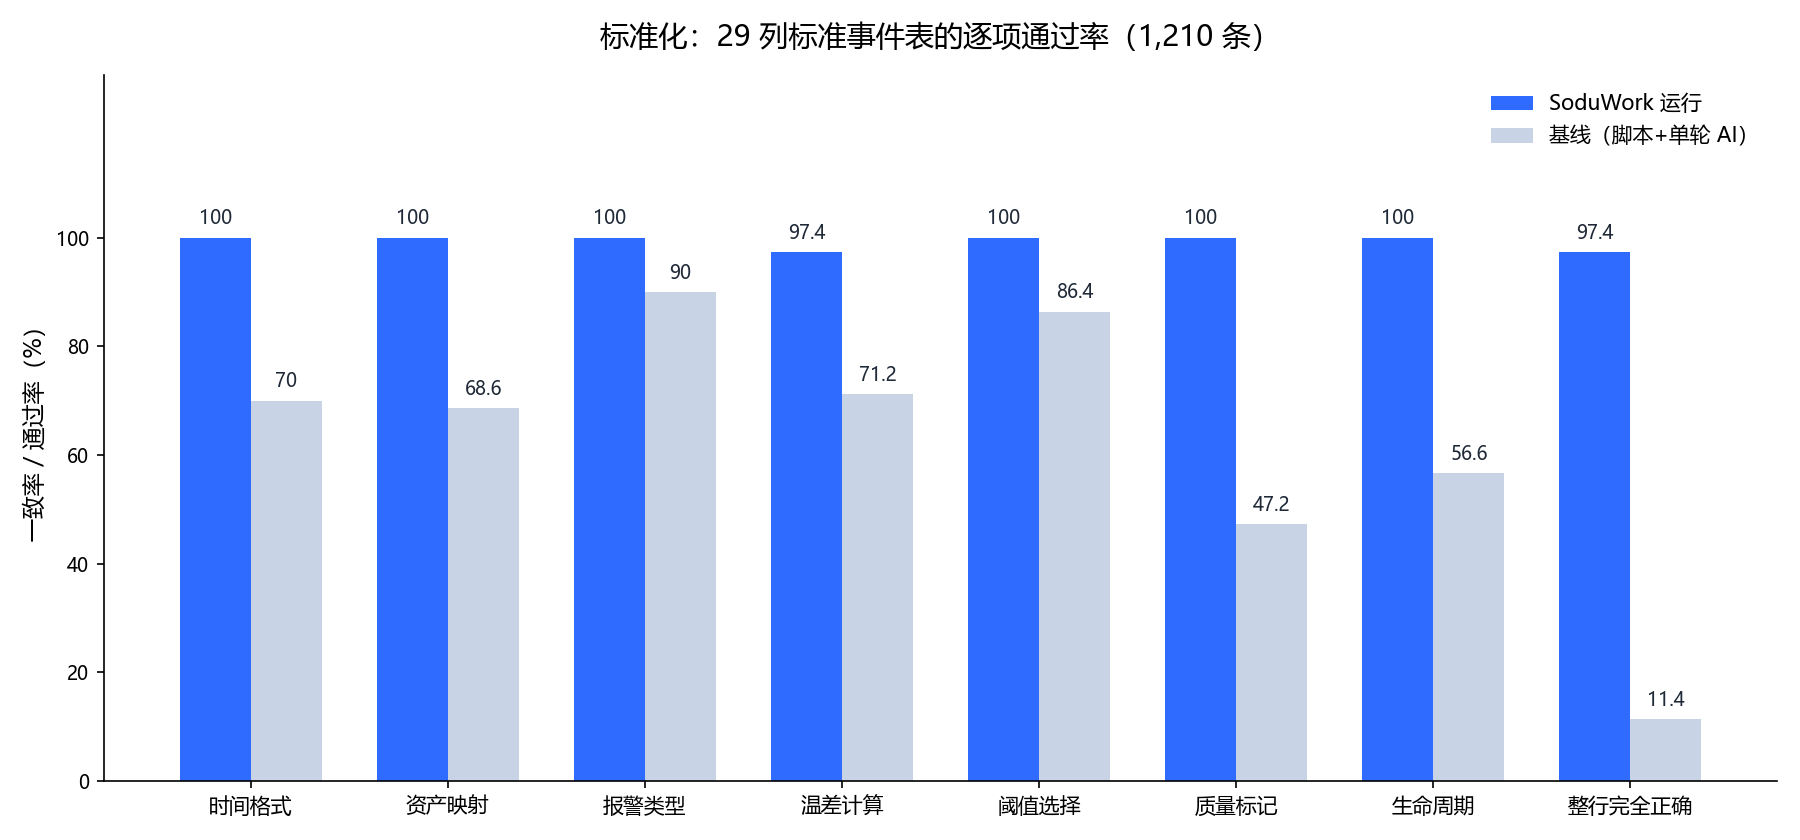 标准化：29 列标准事件表的逐项通过率（1,210 条）
SoduWork 运行
基线（脚本+单轮 AI）
一致率 / 通过率（%）
100
80
60
40
20
0
100
70
100
68.6
100
90
97.4
71.2
100
86.4
100
47.2
100
56.6
97.4
11.4
时间格式
资产映射
报警类型
温差计算
阈值选择
质量标记
生命周期
整行完全正确